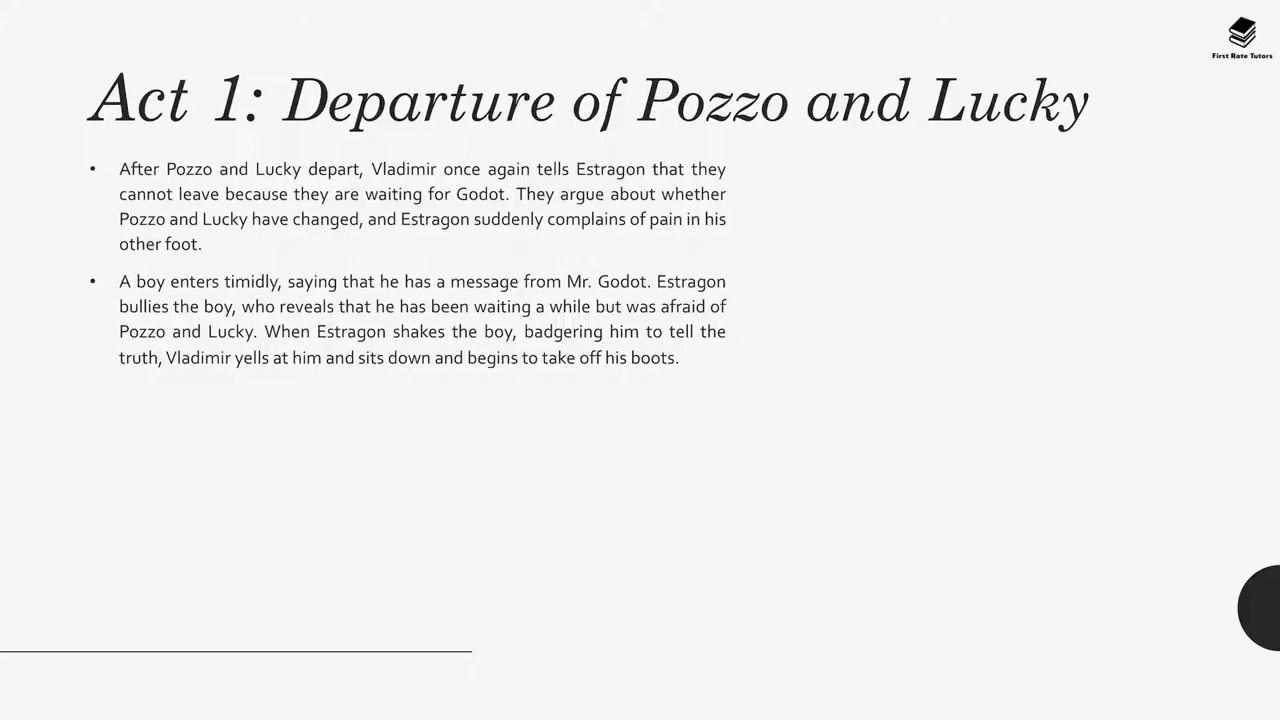 First Rate Tutors
Act 1: Departure of Pozzo and Lucky
• After Pozzo and Lucky depart, Vladimir once again tells Estragon that they
cannot leave because they are waiting for Godot. They argue about whether
Pozzo and Lucky have changed, and Estragon suddenly complains of pain in his
other foot.
• A boy enters timidly, saying that he has a message from Mr. Godot. Estragon
bullies the boy, who reveals that he has been waiting a while but was afraid of
Pozzo and Lucky. When Estragon shakes the boy, badgering him to tell the
truth, Vladimir yells at him and sits down and begins to take off his boots.